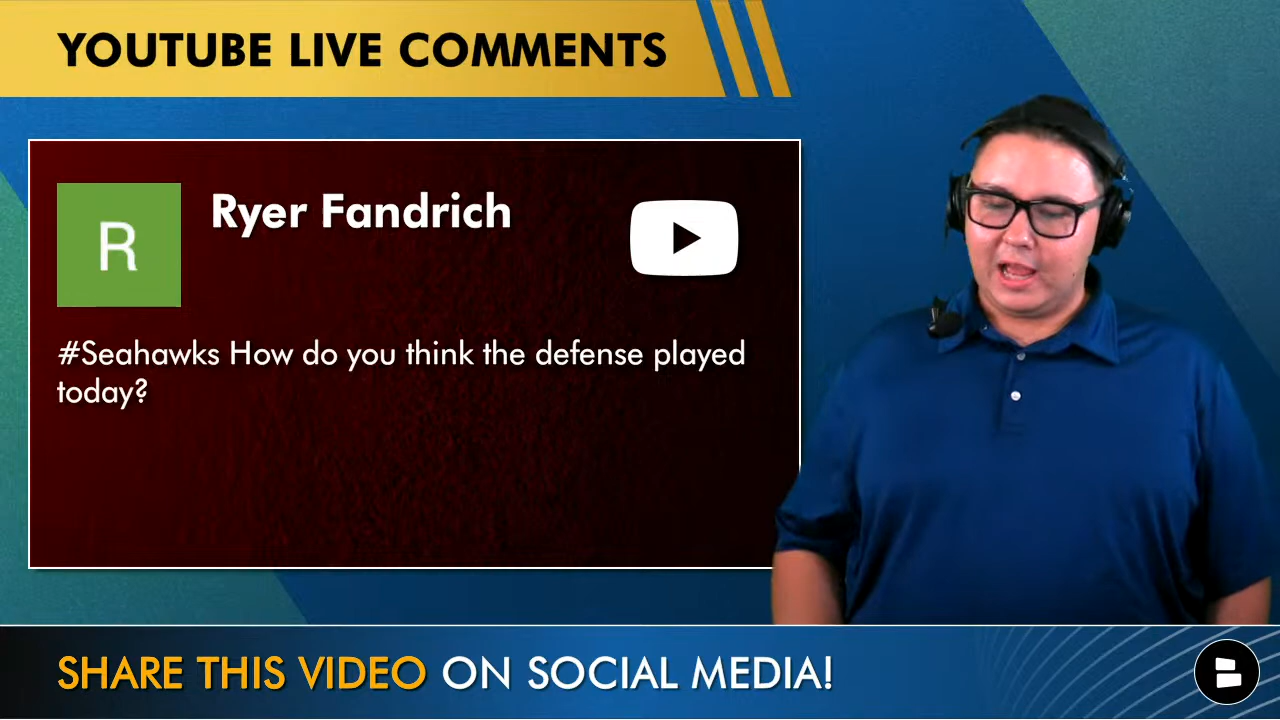 YOUTUBE LIVE COMMENTS
R
Ryer Fandrich
#Seahawks How do you think the defense played
today?
SHARE THIS VIDEO ON SOCIAL MEDIA!